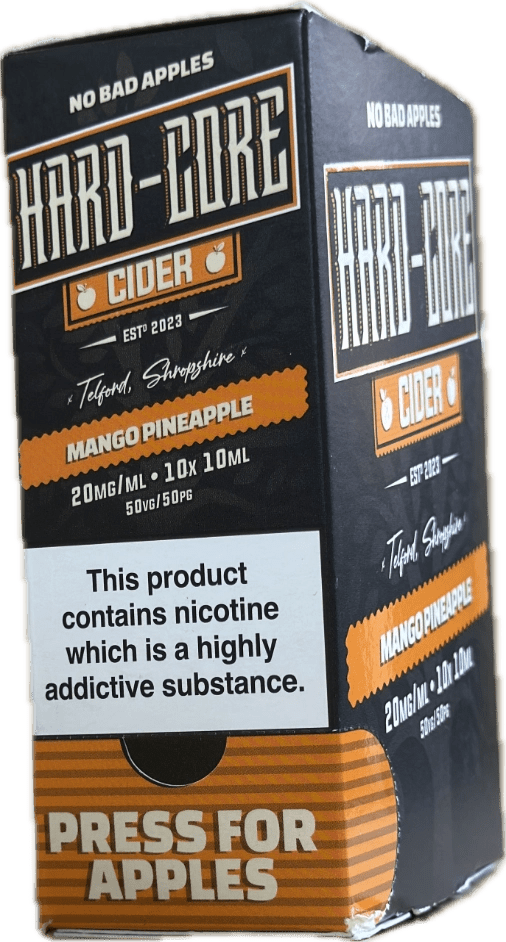 NO BAD APPLES
HARD-CORE
CIDER
ESTD 2023
Telford, Shropshire
MANGO PINEAPPLE
20MG/ML • 10X 10ML
50VG/50PG
This product
contains nicotine
which is a highly
addictive substance.
PRESS FOR
APPLES
NO BAD APPLES
HARD-CORE
CIDER
ESTD 2023
Telford, Shropshire
MANGO PINEAPPLE
20MG/ML • 10X 10ML
50VG/50PG